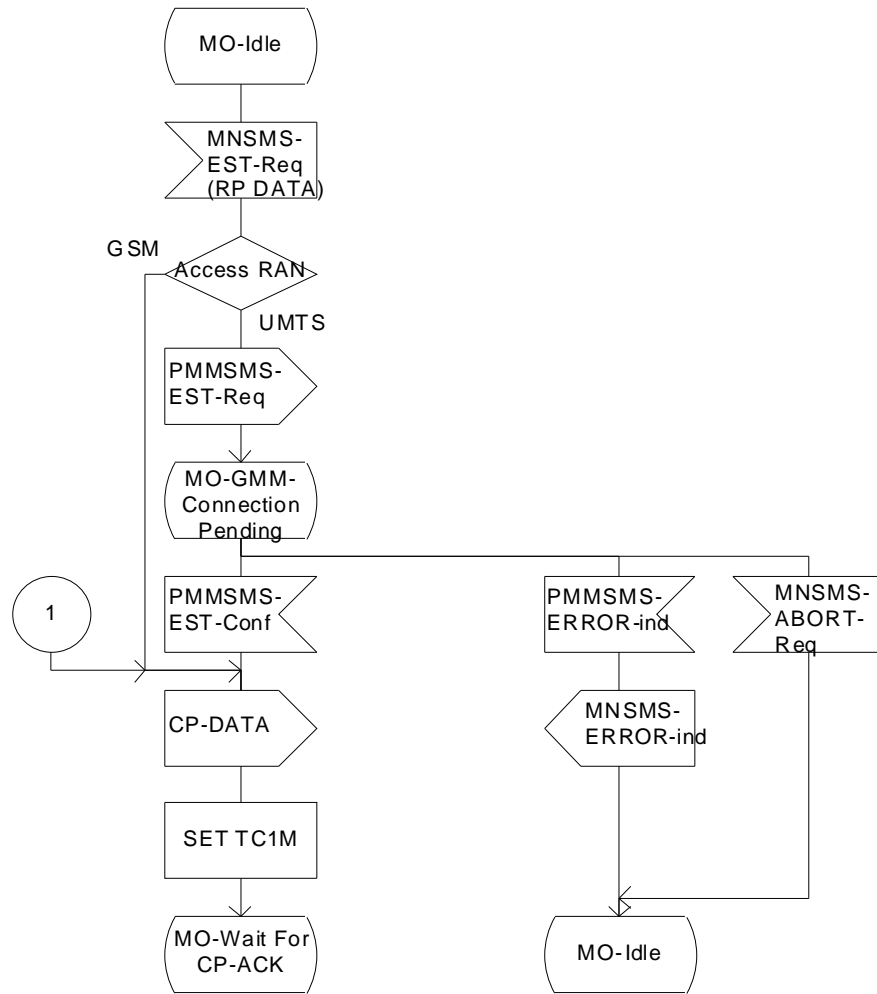 MO-Idle
MNSMS-
EST-Req
(RP DATA)
GSM
Access RAN
UMTS
PMMSMS-
EST-Req
MO-GMM-
Connection
Pending
1
PMMSMS-
EST-Conf
PMMSMS-
ERROR-ind
MNSMS-
ABORT-
Req
CP-DATA
MNSMS-
ERROR-ind
SET TC1M
MO-Wait For
CP-ACK
MO-Idle